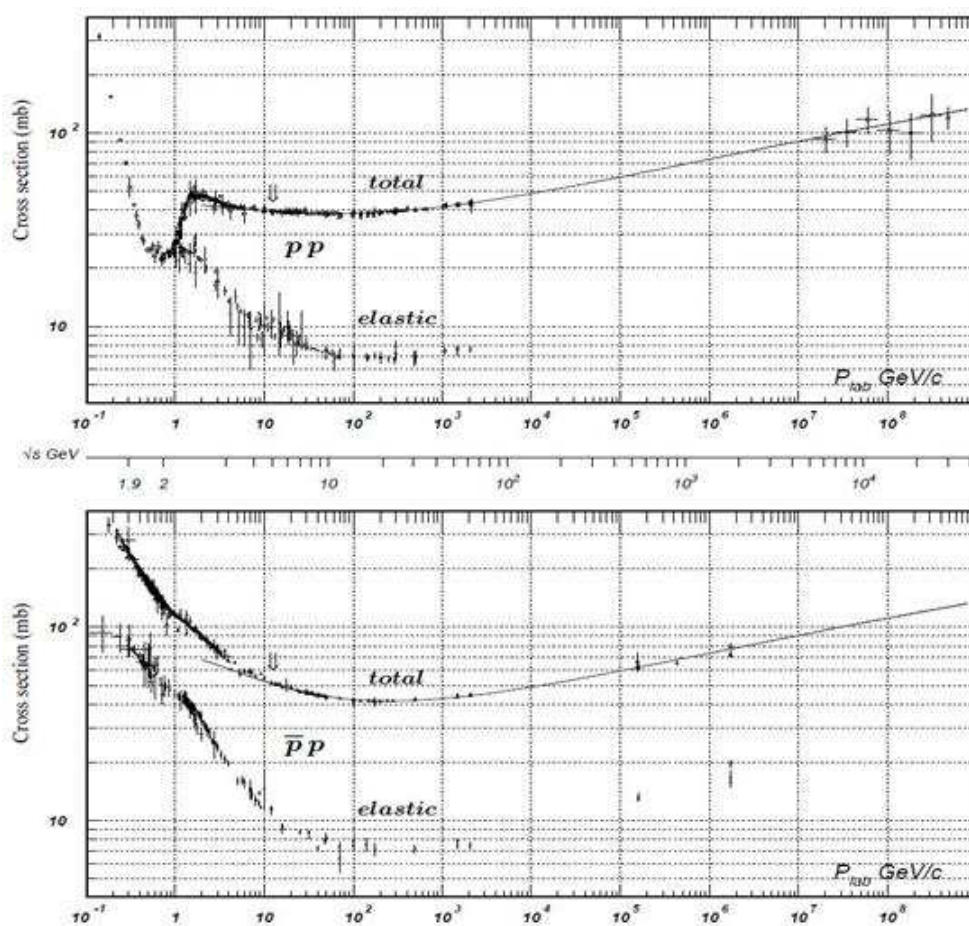 Cross section (mb)
10²
total
⇓
p p
elastic
10
P_lab GeV/c
10⁻¹ 1 10 10² 10³ 10⁴ 10⁵ 10⁶ 10⁷ 10⁸
√s GeV
1.9 2 10 10² 10³ 10⁴
Cross section (mb)
10²
⇓
total
p̅ p
elastic
10
P_lab GeV/c
10⁻¹ 1 10 10² 10³ 10⁴ 10⁵ 10⁶ 10⁷ 10⁸